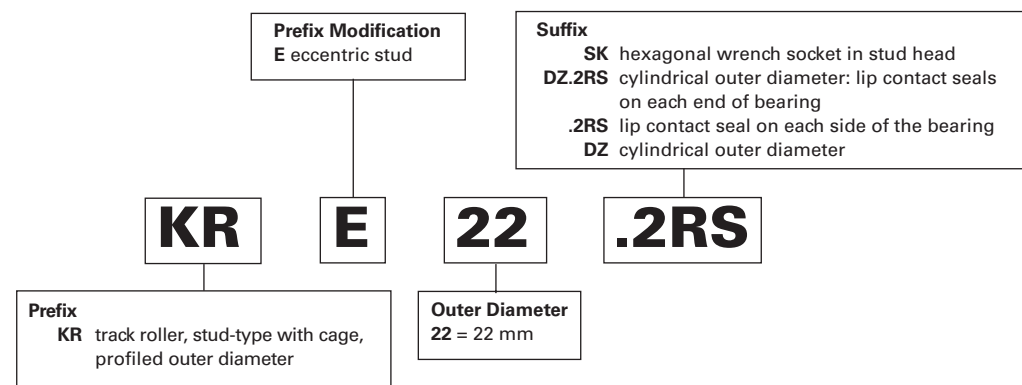 Prefix Modification
E eccentric stud
Suffix
SK hexagonal wrench socket in stud head
DZ.2RS cylindrical outer diameter: lip contact seals
on each end of bearing
.2RS lip contact seal on each side of the bearing
DZ cylindrical outer diameter
KR E 22 .2RS
Prefix
KR track roller, stud-type with cage,
profiled outer diameter
Outer Diameter
22 = 22 mm